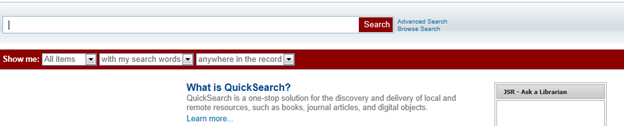 Search
Advanced Search
Browse Search
Show me: All items with my search words anywhere in the record
What is QuickSearch?
QuickSearch is a one-stop solution for the discovery and delivery of local and
remote resources, such as books, journal articles, and digital objects.
Learn more...
JSR - Ask a Librarian